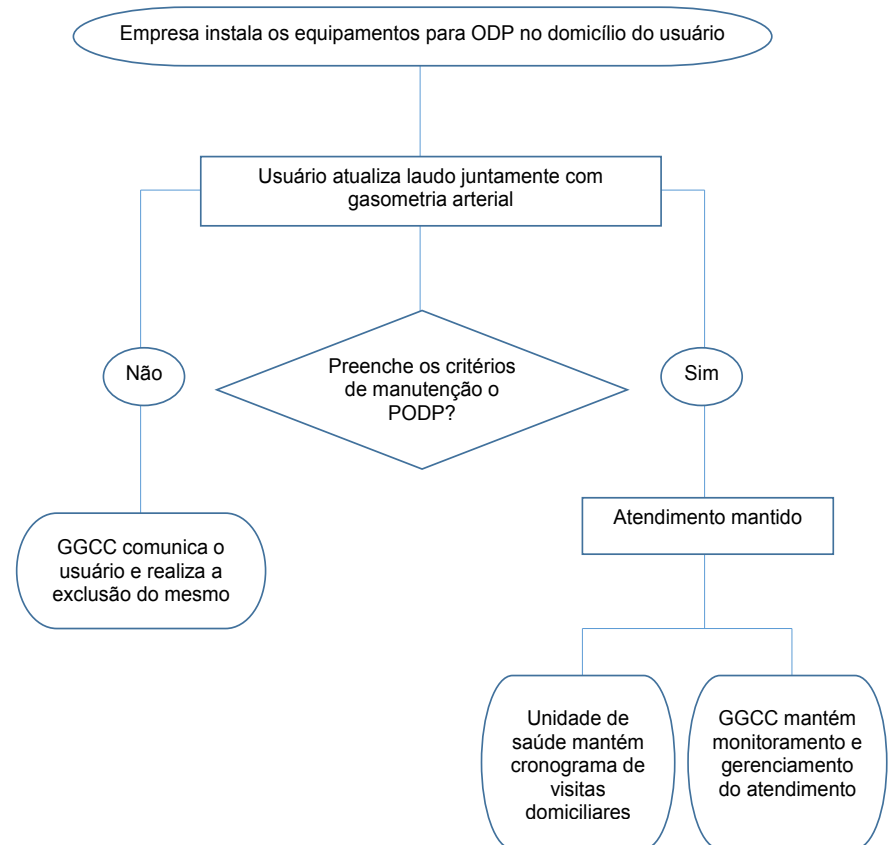 Empresa instala os equipamentos para ODP no domicílio do usuário
Usuário atualiza laudo juntamente com
gasometria arterial
Não
Preenche os critérios
de manutenção o
PODP?
Sim
GGCC comunica o
usuário e realiza a
exclusão do mesmo
Atendimento mantido
Unidade de
saúde mantém
cronograma de
visitas
domiciliares
GGCC mantém
monitoramento e
gerenciamento
do atendimento